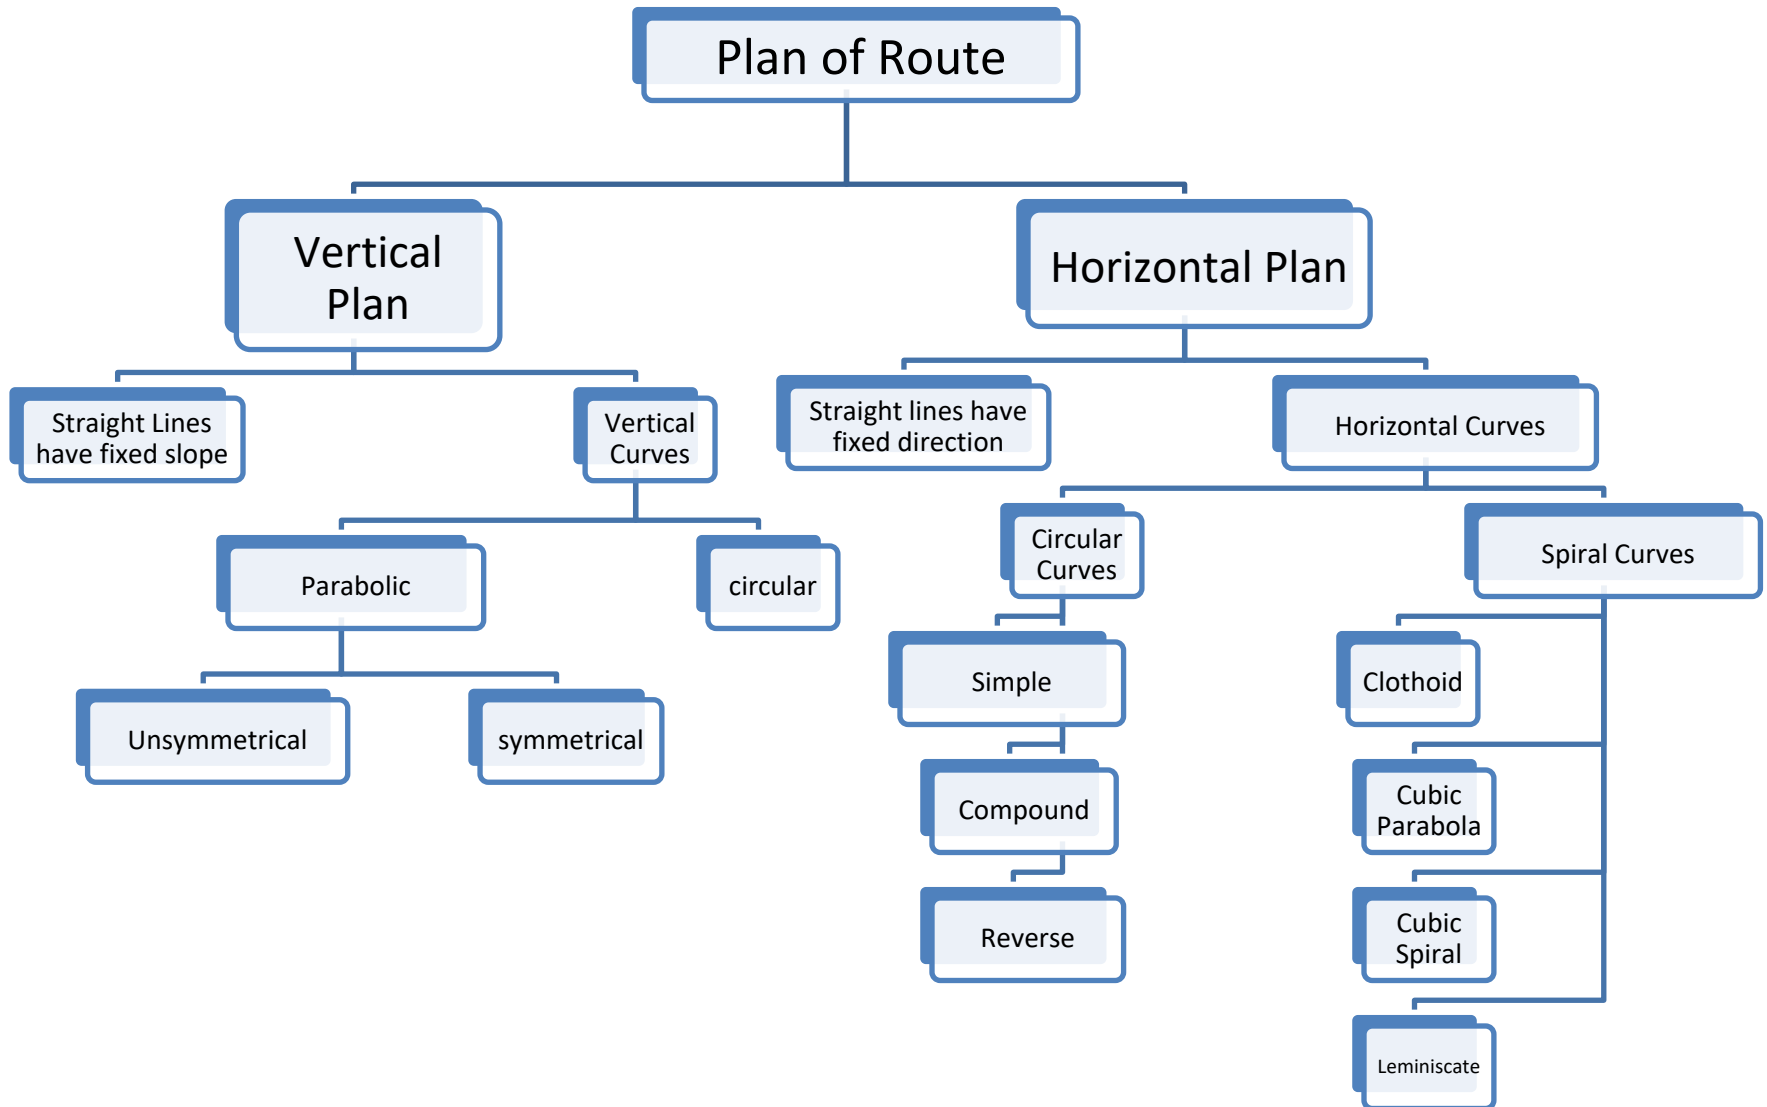 Plan of Route
Vertical
Plan
Horizontal Plan
Straight Lines
have fixed slope
Vertical
Curves
Straight lines have
fixed direction
Horizontal Curves
Parabolic
circular
Circular
Curves
Spiral Curves
Unsymmetrical
symmetrical
Simple
Clothoid
Compound
Cubic
Parabola
Reverse
Cubic
Spiral
Leminiscate